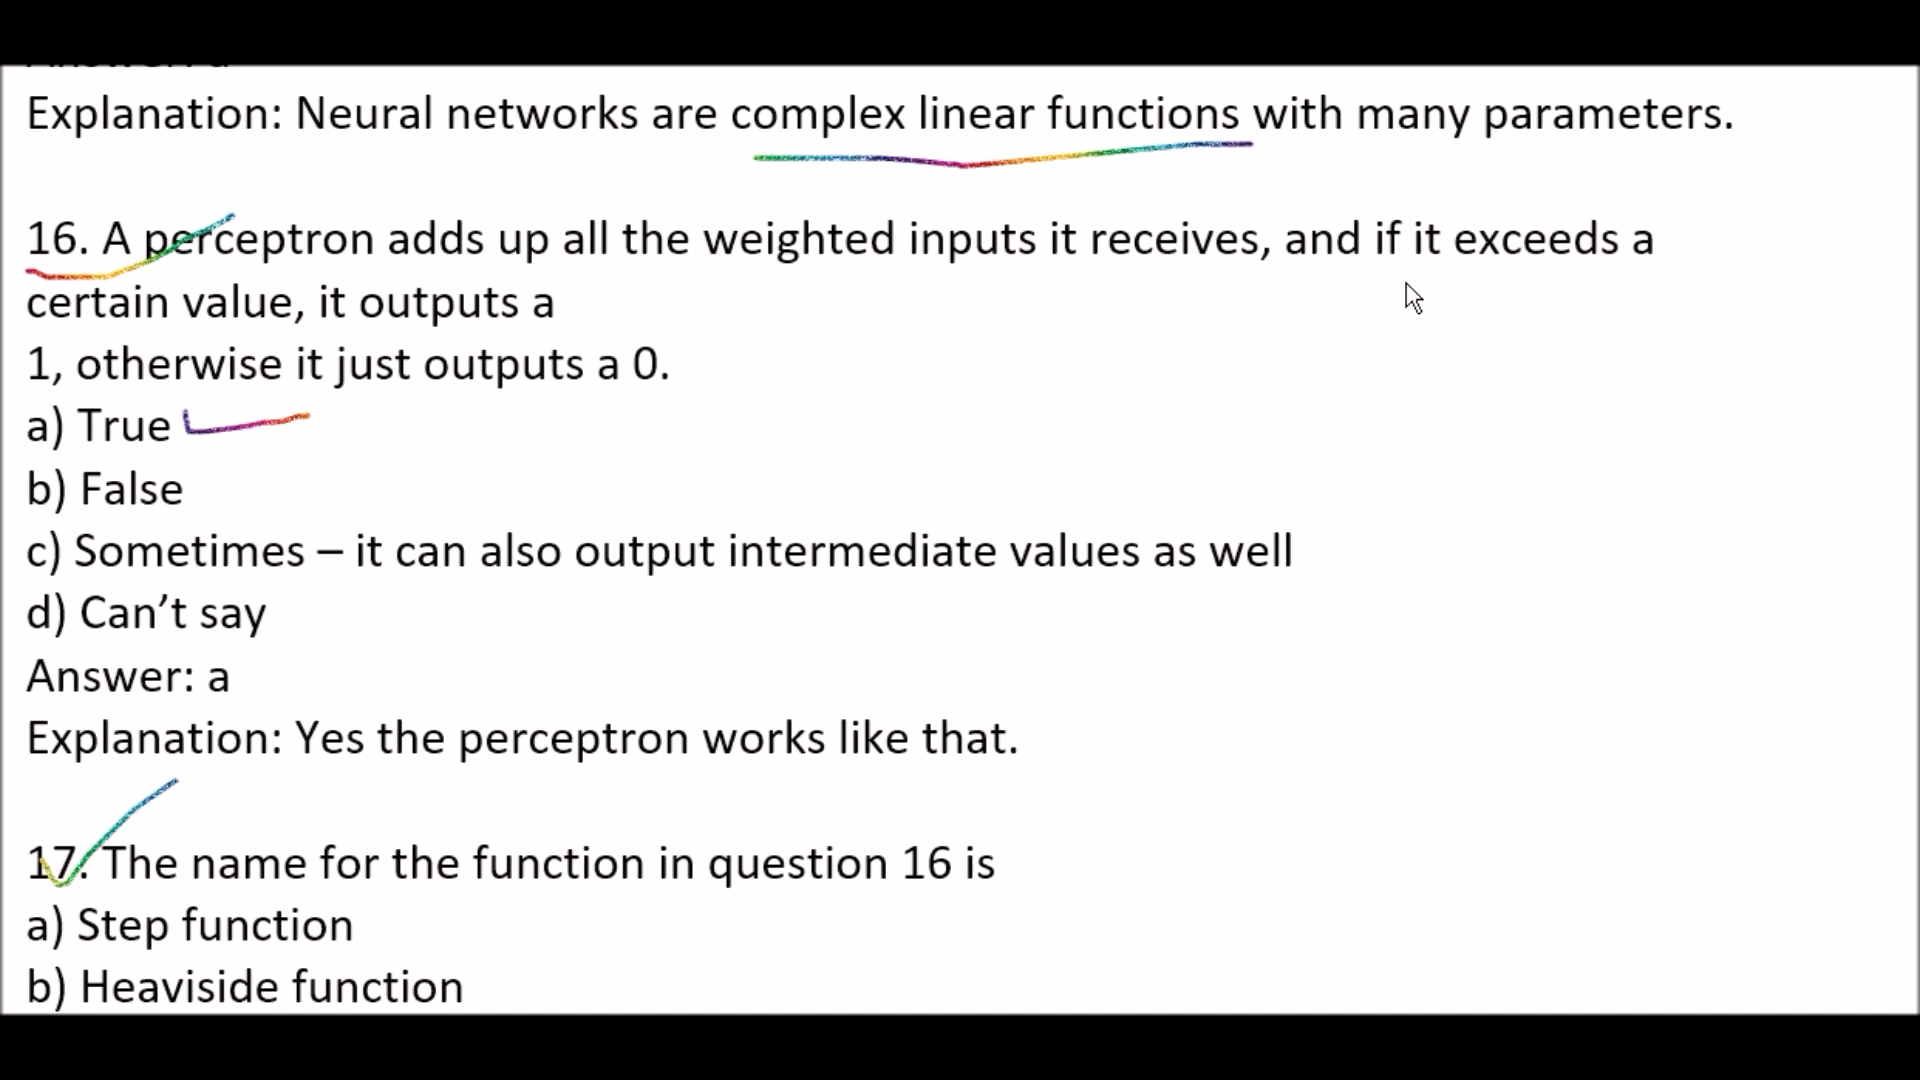 Explanation: Neural networks are complex linear functions with many parameters.
16. A perceptron adds up all the weighted inputs it receives, and if it exceeds a
certain value, it outputs a
1, otherwise it just outputs a 0.
a) True
b) False
c) Sometimes – it can also output intermediate values as well
d) Can’t say
Answer: a
Explanation: Yes the perceptron works like that.
17. The name for the function in question 16 is
a) Step function
b) Heaviside function